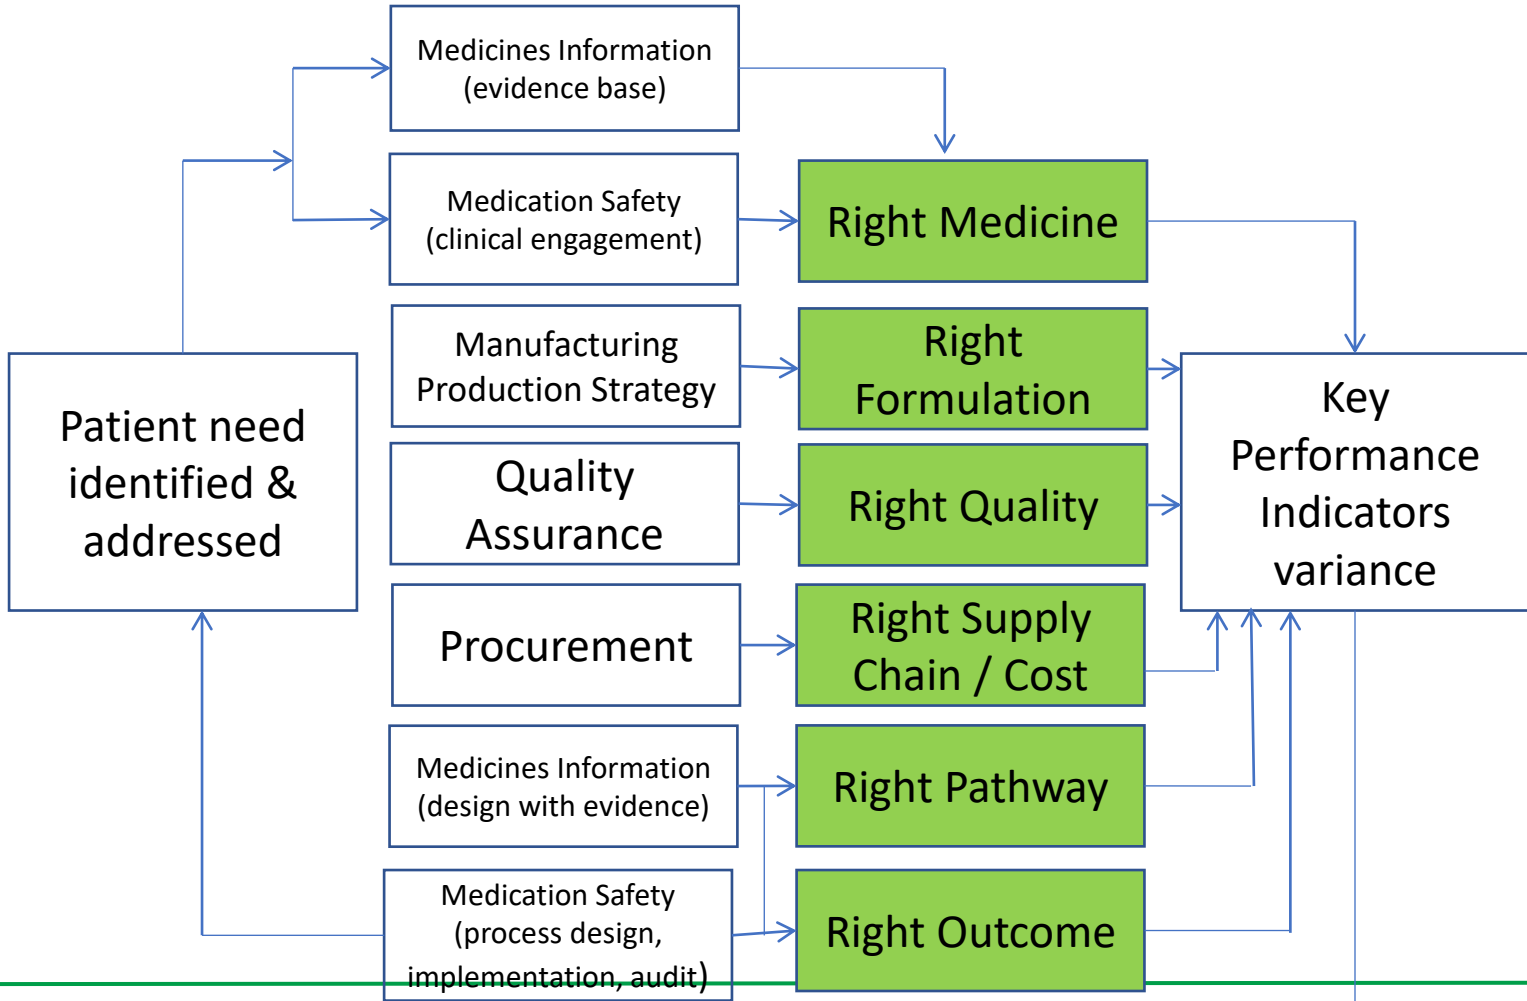 Medicines Information
(evidence base)
Medication Safety
(clinical engagement)
Right Medicine
Manufacturing
Production Strategy
Right
Formulation
Patient need
identified &
addressed
Key
Performance
Indicators
variance
Quality
Assurance
Right Quality
Procurement
Right Supply
Chain / Cost
Medicines Information
(design with evidence)
Right Pathway
Medication Safety
(process design,
implementation, audit)
Right Outcome